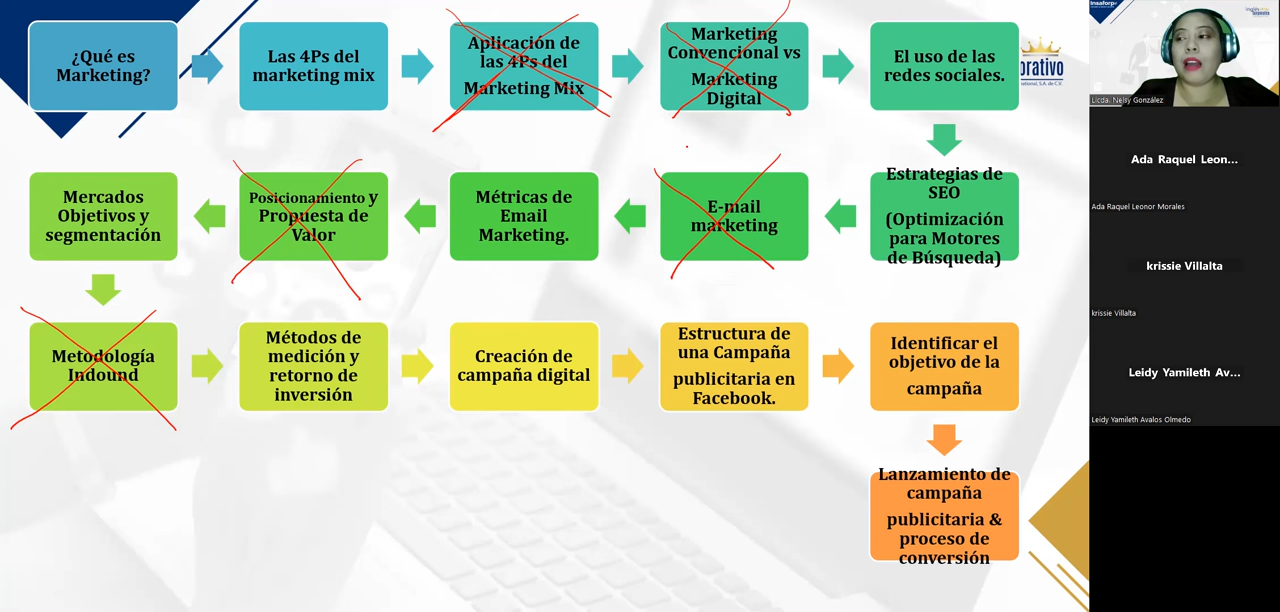 ¿Qué es
Marketing?
Las 4Ps del
marketing mix
Aplicación de
las 4Ps del
Marketing Mix
Marketing
Convencional vs
Marketing
Digital
El uso de las
redes sociales.
Estrategias de
SEO
(Optimización
para Motores
de Búsqueda)
E-mail
marketing
Métricas de
Email
Marketing.
Posicionamiento y
Propuesta de
Valor
Mercados
Objetivos y
segmentación
Metodología
Indound
Métodos de
medición y
retorno de
inversión
Creación de
campaña digital
Estructura de
una Campaña
publicitaria en
Facebook.
Identificar el
objetivo de la
campaña
Lanzamiento de
campaña
publicitaria &
proceso de
conversión
orativo
Insaforp
Licda. Nelsy González
Ada Raquel Leon...
Ada Raquel Leonor Morales
krissie Villalta
krissie Villalta
Leidy Yamileth Av...
Leidy Yamileth Avalos Olmedo